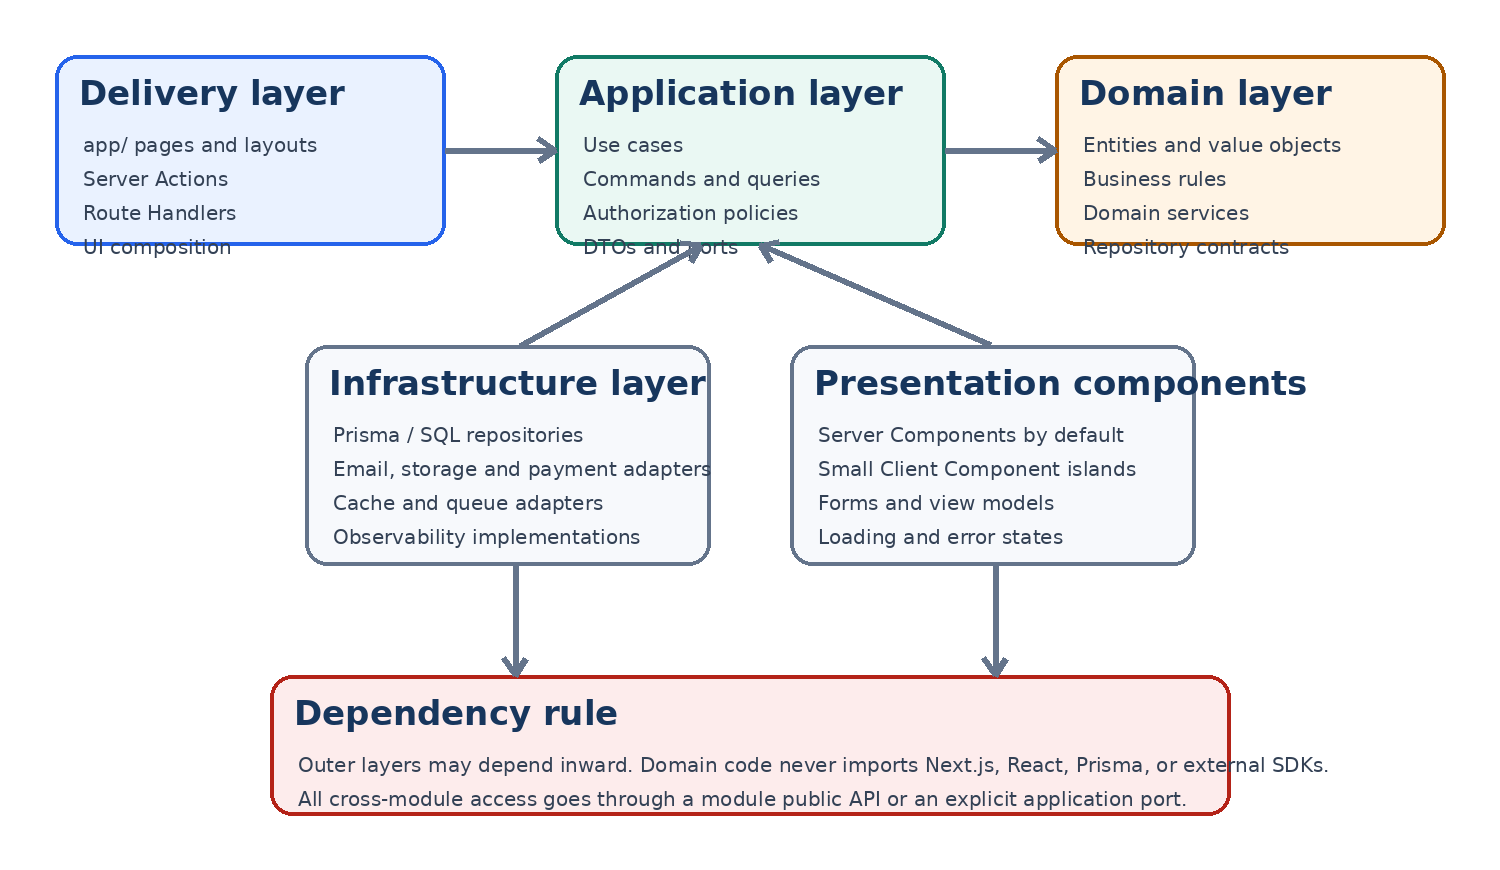 Delivery layer
app/ pages and layouts
Server Actions
Route Handlers
UI composition
Application layer
Use cases
Commands and queries
Authorization policies
DTOs and ports
Domain layer
Entities and value objects
Business rules
Domain services
Repository contracts
Infrastructure layer
Prisma / SQL repositories
Email, storage and payment adapters
Cache and queue adapters
Observability implementations
Presentation components
Server Components by default
Small Client Component islands
Forms and view models
Loading and error states
Dependency rule
Outer layers may depend inward. Domain code never imports Next.js, React, Prisma, or external SDKs.
All cross-module access goes through a module public API or an explicit application port.